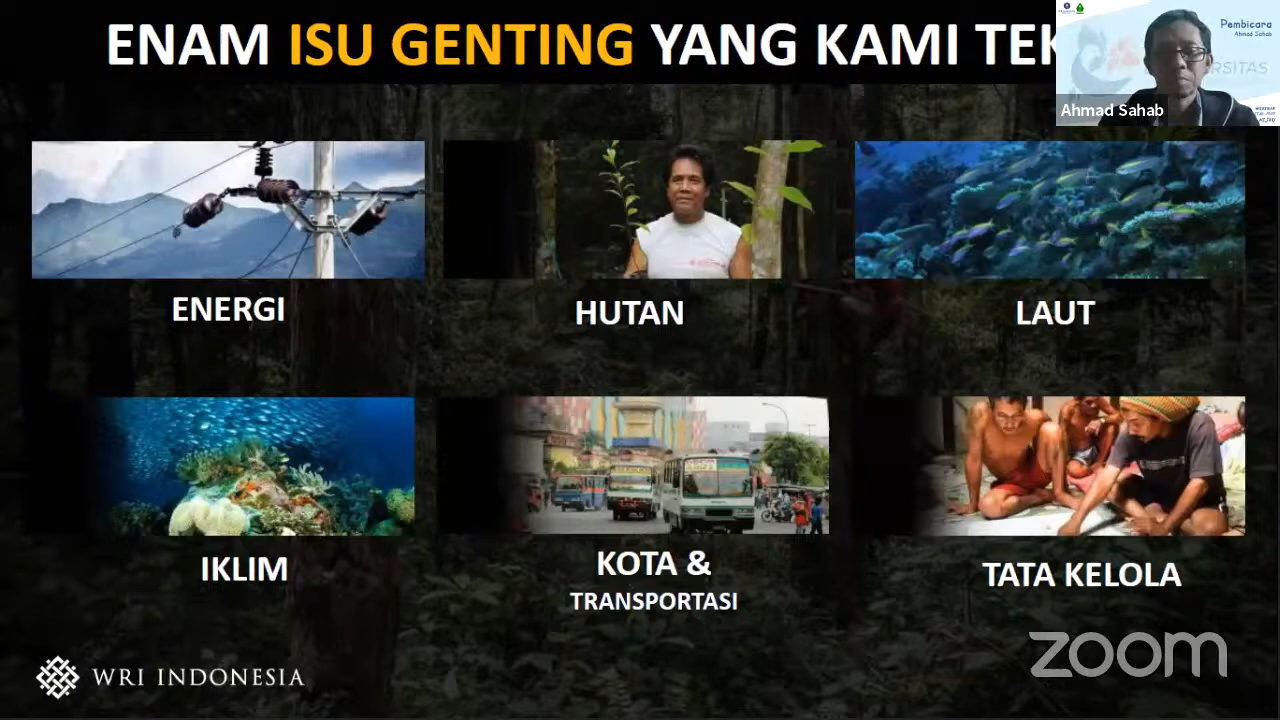 ENAM ISU GENTING YANG KAMI TEK
Pembicara
Ahmad Sahab
RSITAS
Ahmad Sahab
ENERGI
HUTAN
LAUT
IKLIM
KOTA &
TRANSPORTASI
TATA KELOLA
WRI INDONESIA
zoom